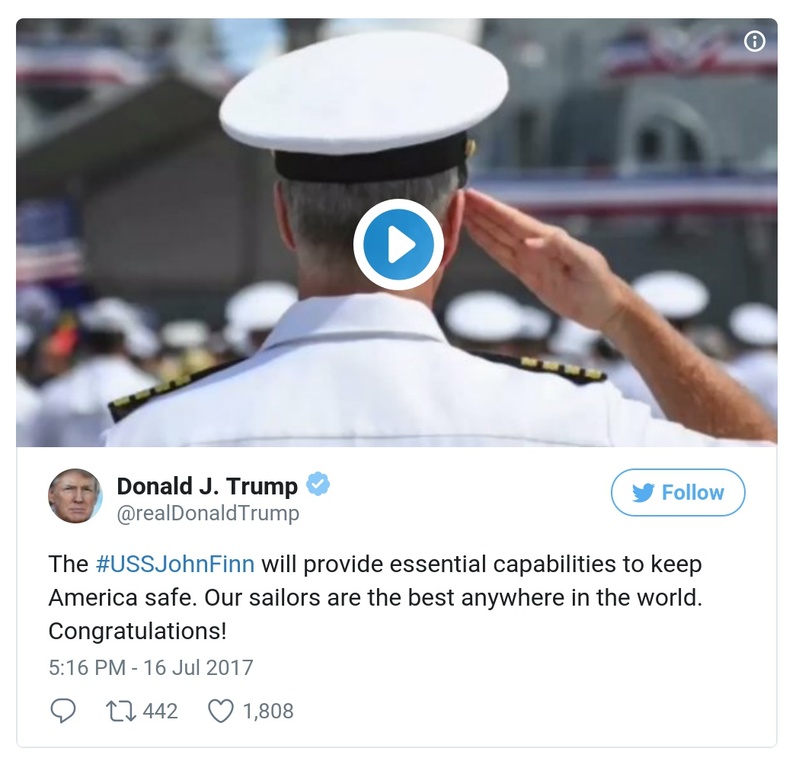 Donald J. Trump
@realDonaldTrump
Follow
The #USSJohnFinn will provide essential capabilities to keep
America safe. Our sailors are the best anywhere in the world.
Congratulations!
5:16 PM - 16 Jul 2017
442 1,808